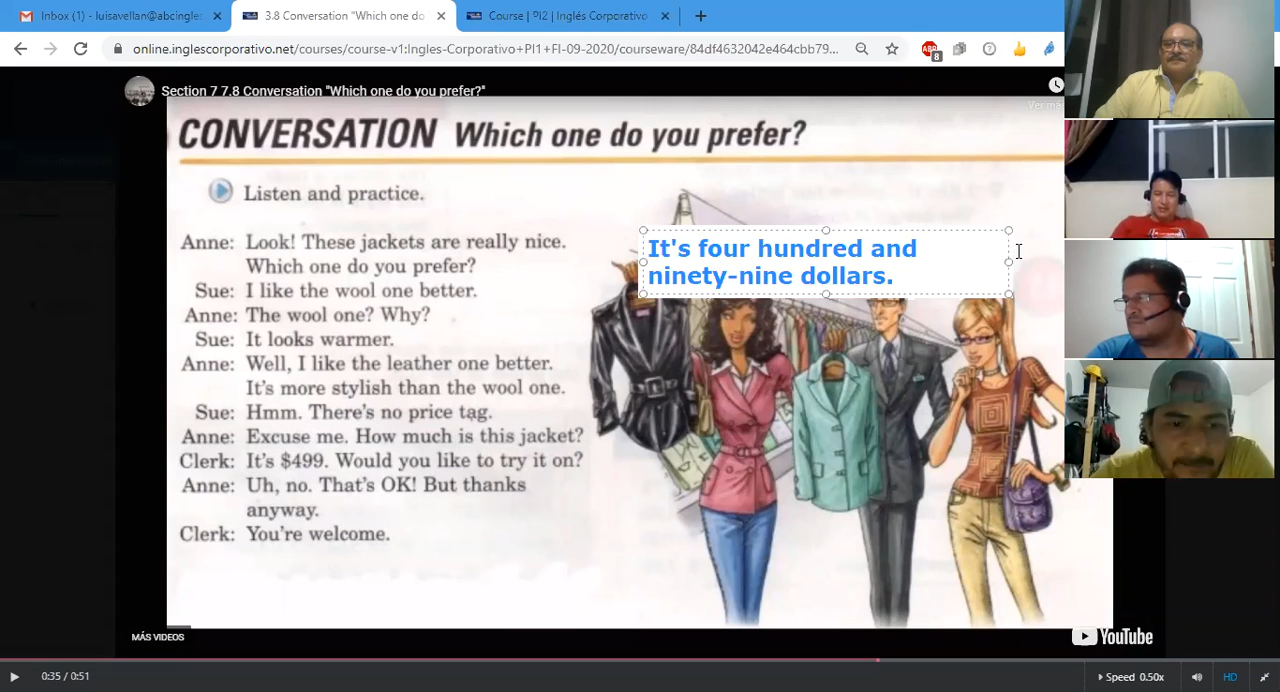 Inbox (1) - luisavellan@abcingles
3.8 Conversation "Which one do
Course | PI2 | Inglés Corporativo
online.inglescorporativo.net/courses/course-v1:Ingles-Corporativo+PI1+FI-09-2020/courseware/84df4632042e464cbb79...
ABP
8
Section 7 7.8 Conversation "Which one do you prefer?"
Ver más
CONVERSATION Which one do you prefer?
Listen and practice.
Anne: Look! These jackets are really nice.
Which one do you prefer?
Sue: I like the wool one better.
Anne: The wool one? Why?
Sue: It looks warmer.
Anne: Well, I like the leather one better.
It's more stylish than the wool one.
Sue: Hmm. There's no price tag.
Anne: Excuse me. How much is this jacket?
Clerk: It's $499. Would you like to try it on?
Anne: Uh, no. That's OK! But thanks
anyway.
Clerk: You're welcome.
It's four hundred and
ninety-nine dollars.
MÁS VIDEOS
YouTube
0:35 / 0:51
Speed 0.50x
HD